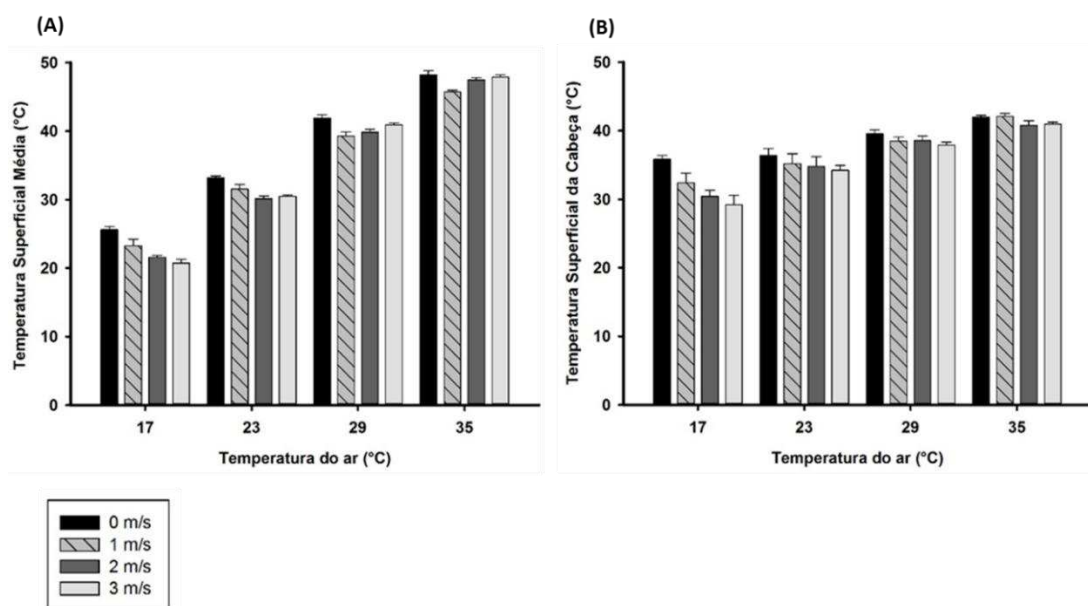 (A)
Temperatura Superficial Média (°C)
50
40
30
20
10
0
17 23 29 35
Temperatura do ar (°C)
(B)
Temperatura Superficial da Cabeça (°C)
50
40
30
20
10
0
17 23 29 35
Temperatura do ar (°C)
0 m/s
1 m/s
2 m/s
3 m/s